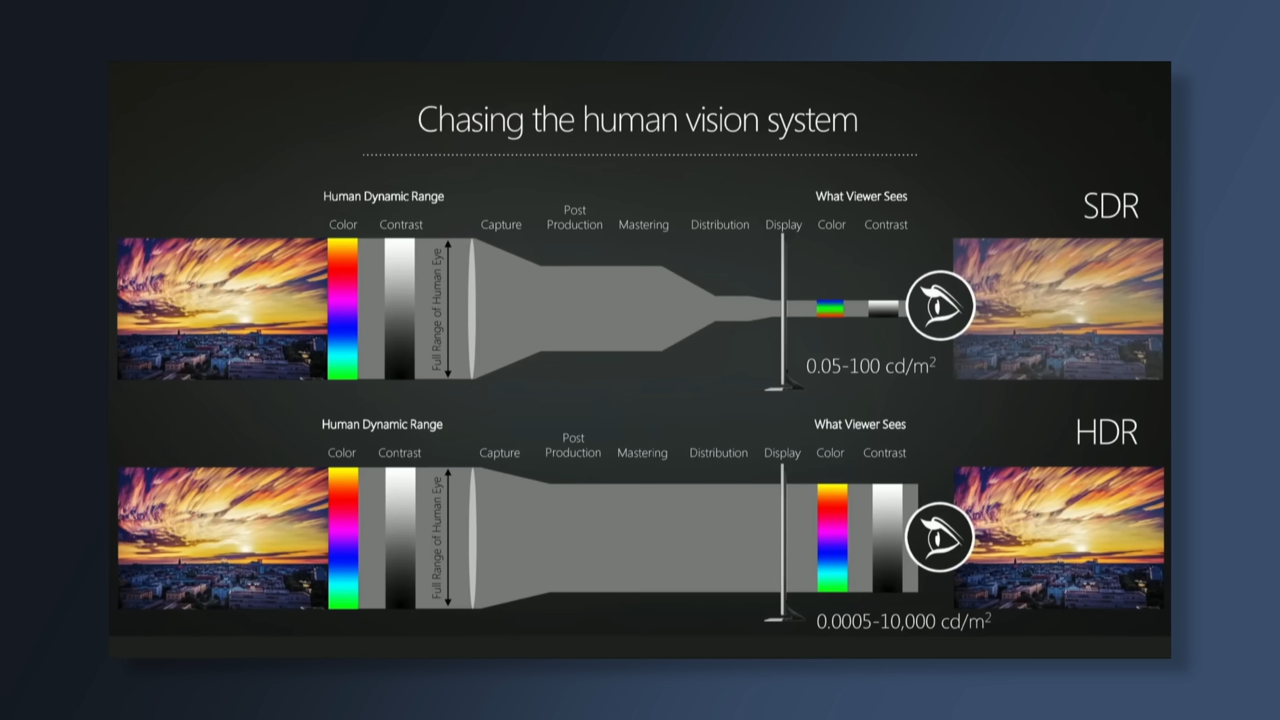 Chasing the human vision system
Human Dynamic Range
What Viewer Sees
SDR
Color
Contrast
Capture
Post
Production
Mastering
Distribution
Display
Color
Contrast
Full Range of Human Eye
0.05-100 cd/m²
Human Dynamic Range
What Viewer Sees
HDR
Color
Contrast
Capture
Post
Production
Mastering
Distribution
Display
Color
Contrast
Full Range of Human Eye
0.0005-10,000 cd/m²